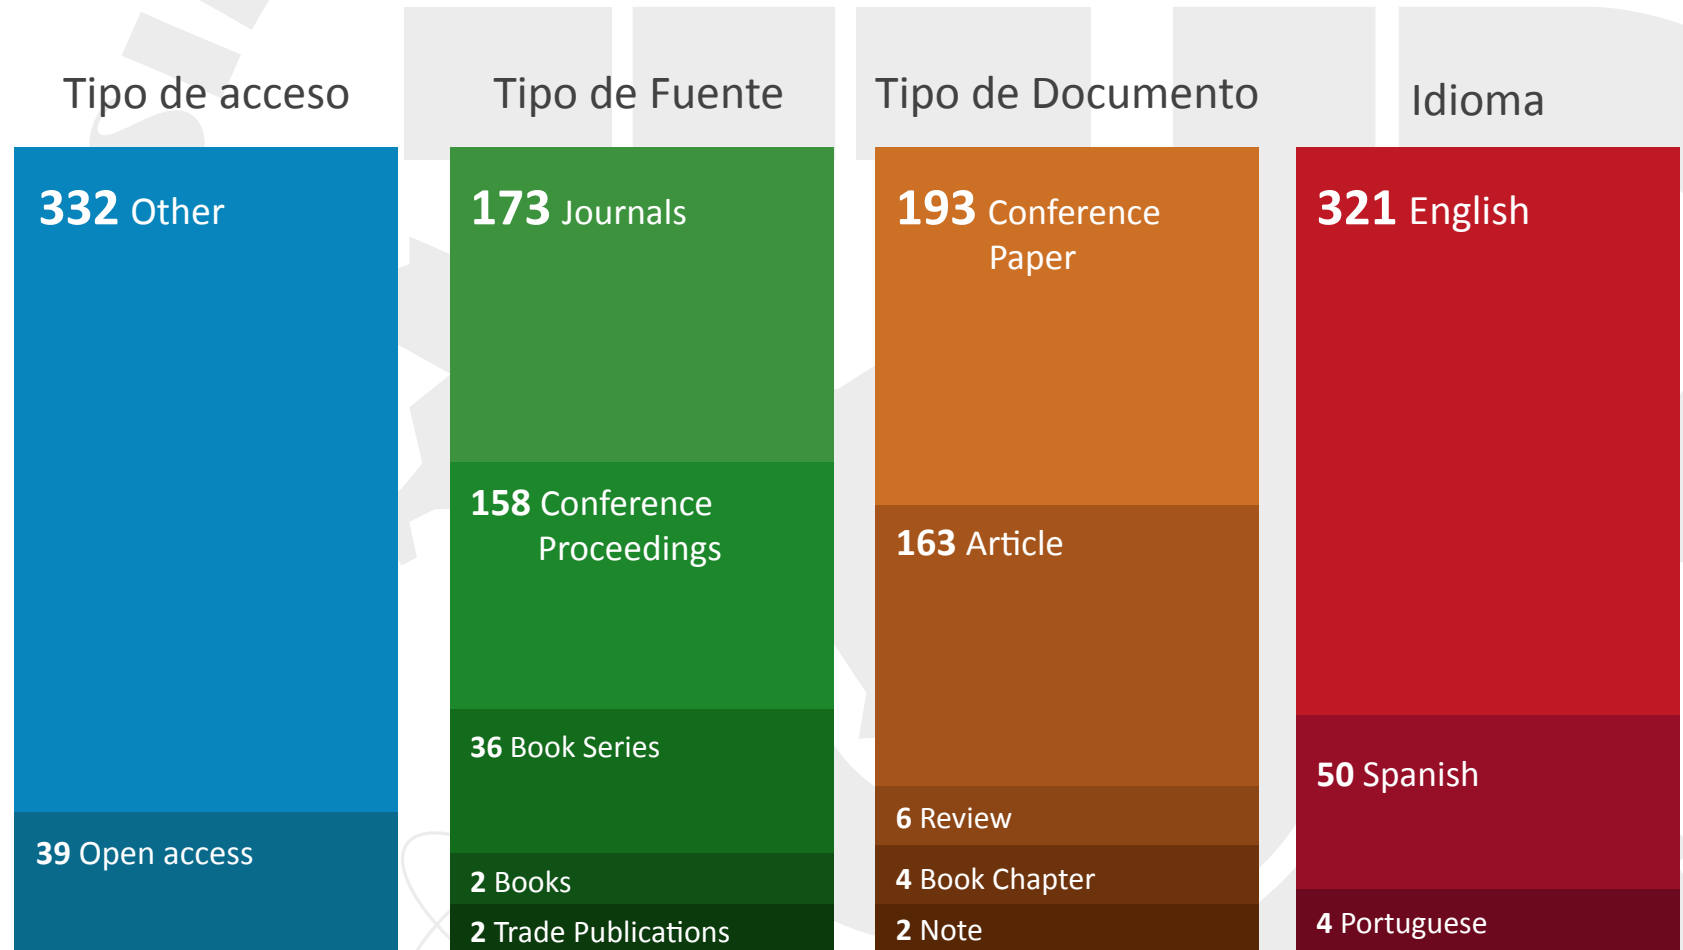 Tipo de acceso
332 Other
39 Open access
Tipo de Fuente
173 Journals
158 Conference
Proceedings
36 Book Series
2 Books
2 Trade Publications
Tipo de Documento
193 Conference
Paper
163 Article
6 Review
4 Book Chapter
2 Note
Idioma
321 English
50 Spanish
4 Portuguese